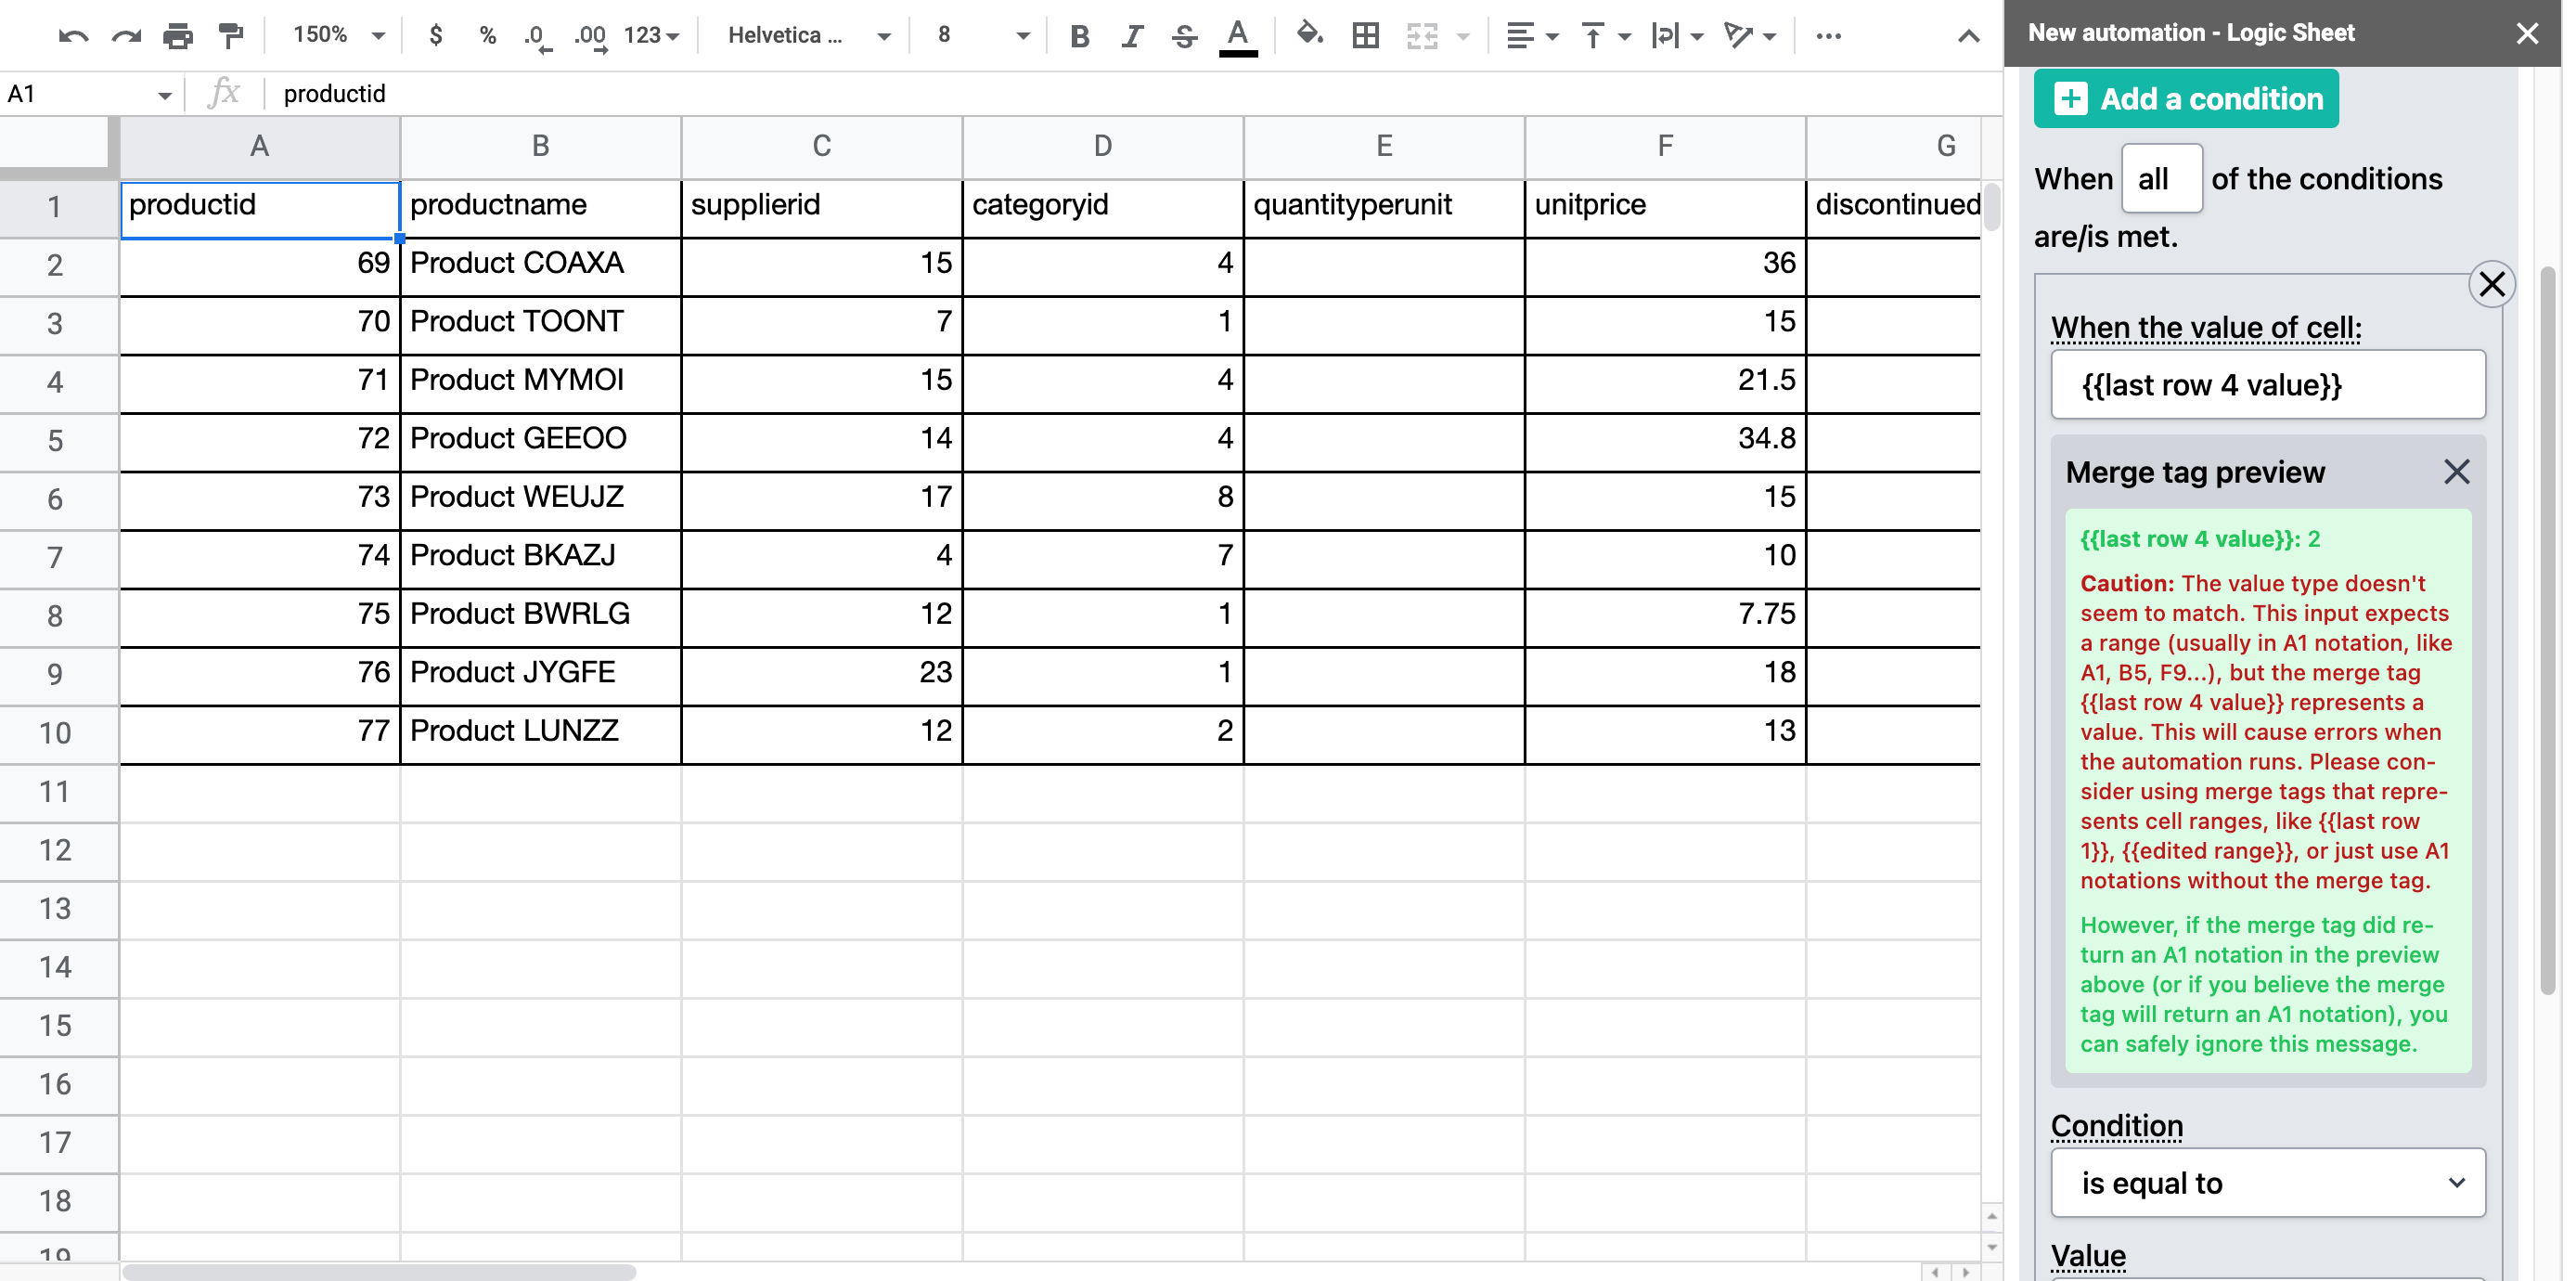 150%
$
%
.0
.00
123
Helvetica ...
8
B
I
S
A
New automation - Logic Sheet
A1
fx
productid
A B C D E F G
1 productid productname supplierid categoryid quantityperunit unitprice discontinued
2 69 Product COAXA 15 4 36
3 70 Product TOONT 7 1 15
4 71 Product MYMOI 15 4 21.5
5 72 Product GEEOO 14 4 34.8
6 73 Product WEUJZ 17 8 15
7 74 Product BKAZJ 4 7 10
8 75 Product BWRLG 12 1 7.75
9 76 Product JYGFE 23 1 18
10 77 Product LUNZZ 12 2 13
11
12
13
14
15
16
17
18
19
Add a condition
When all of the conditions
are/is met.
When the value of cell:
{{last row 4 value}}
Merge tag preview
{{last row 4 value}}: 2
Caution: The value type doesn't
seem to match. This input expects
a range (usually in A1 notation, like
A1, B5, F9...), but the merge tag
{{last row 4 value}} represents a
value. This will cause errors when
the automation runs. Please con-
sider using merge tags that repre-
sents cell ranges, like {{last row
1}}, {{edited range}}, or just use A1
notations without the merge tag.
However, if the merge tag did re-
turn an A1 notation in the preview
above (or if you believe the merge
tag will return an A1 notation), you
can safely ignore this message.
Condition
is equal to
Value